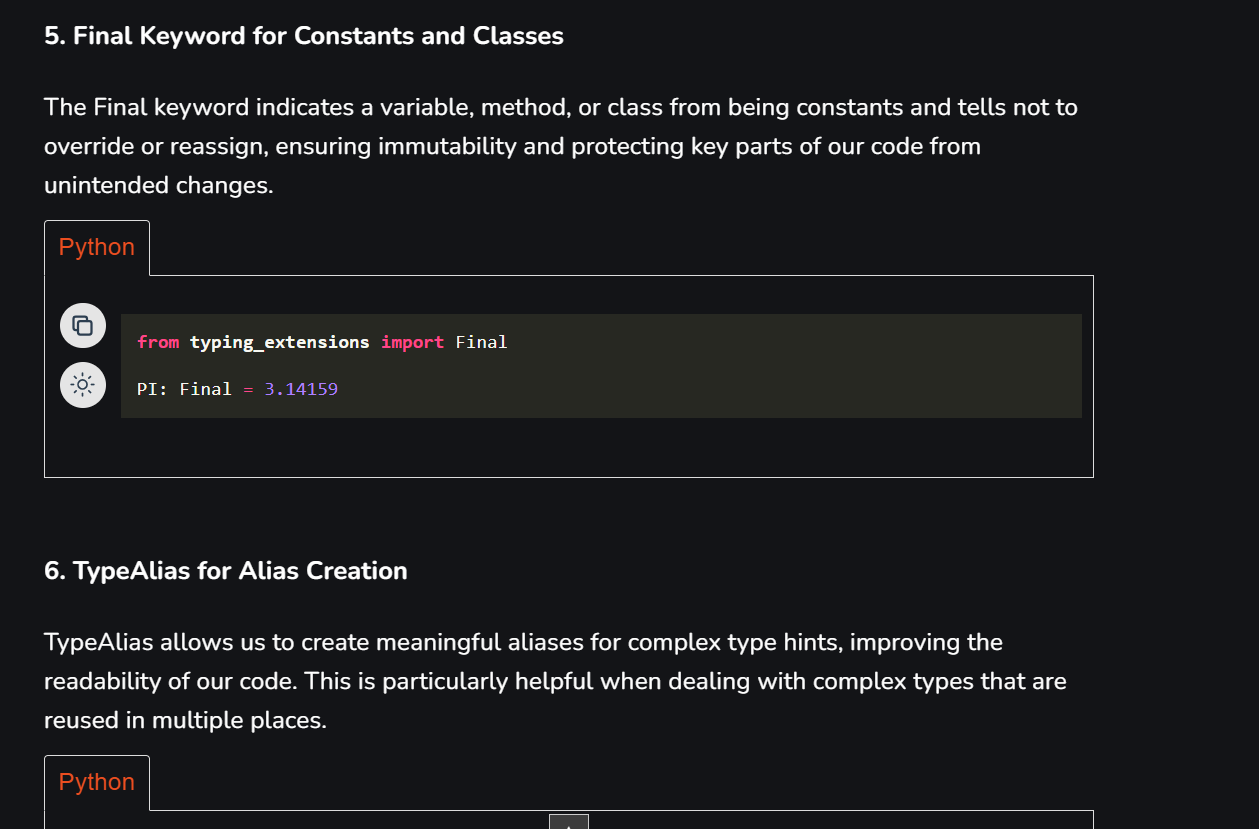 5. Final Keyword for Constants and Classes
The Final keyword indicates a variable, method, or class from being constants and tells not to
override or reassign, ensuring immutability and protecting key parts of our code from
unintended changes.
Python
from typing_extensions import Final
PI: Final = 3.14159
6. TypeAlias for Alias Creation
TypeAlias allows us to create meaningful aliases for complex type hints, improving the
readability of our code. This is particularly helpful when dealing with complex types that are
reused in multiple places.
Python